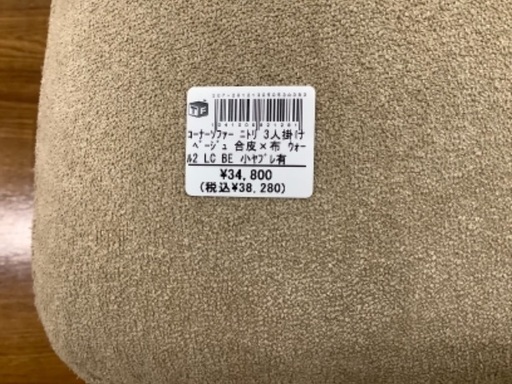 TF
コーナーソファー ニトリ 3人掛け
ベージュ 合皮×布 ウォー
ル2 LC BE 小ヤブレ有
¥34,800
(税込¥38,280)